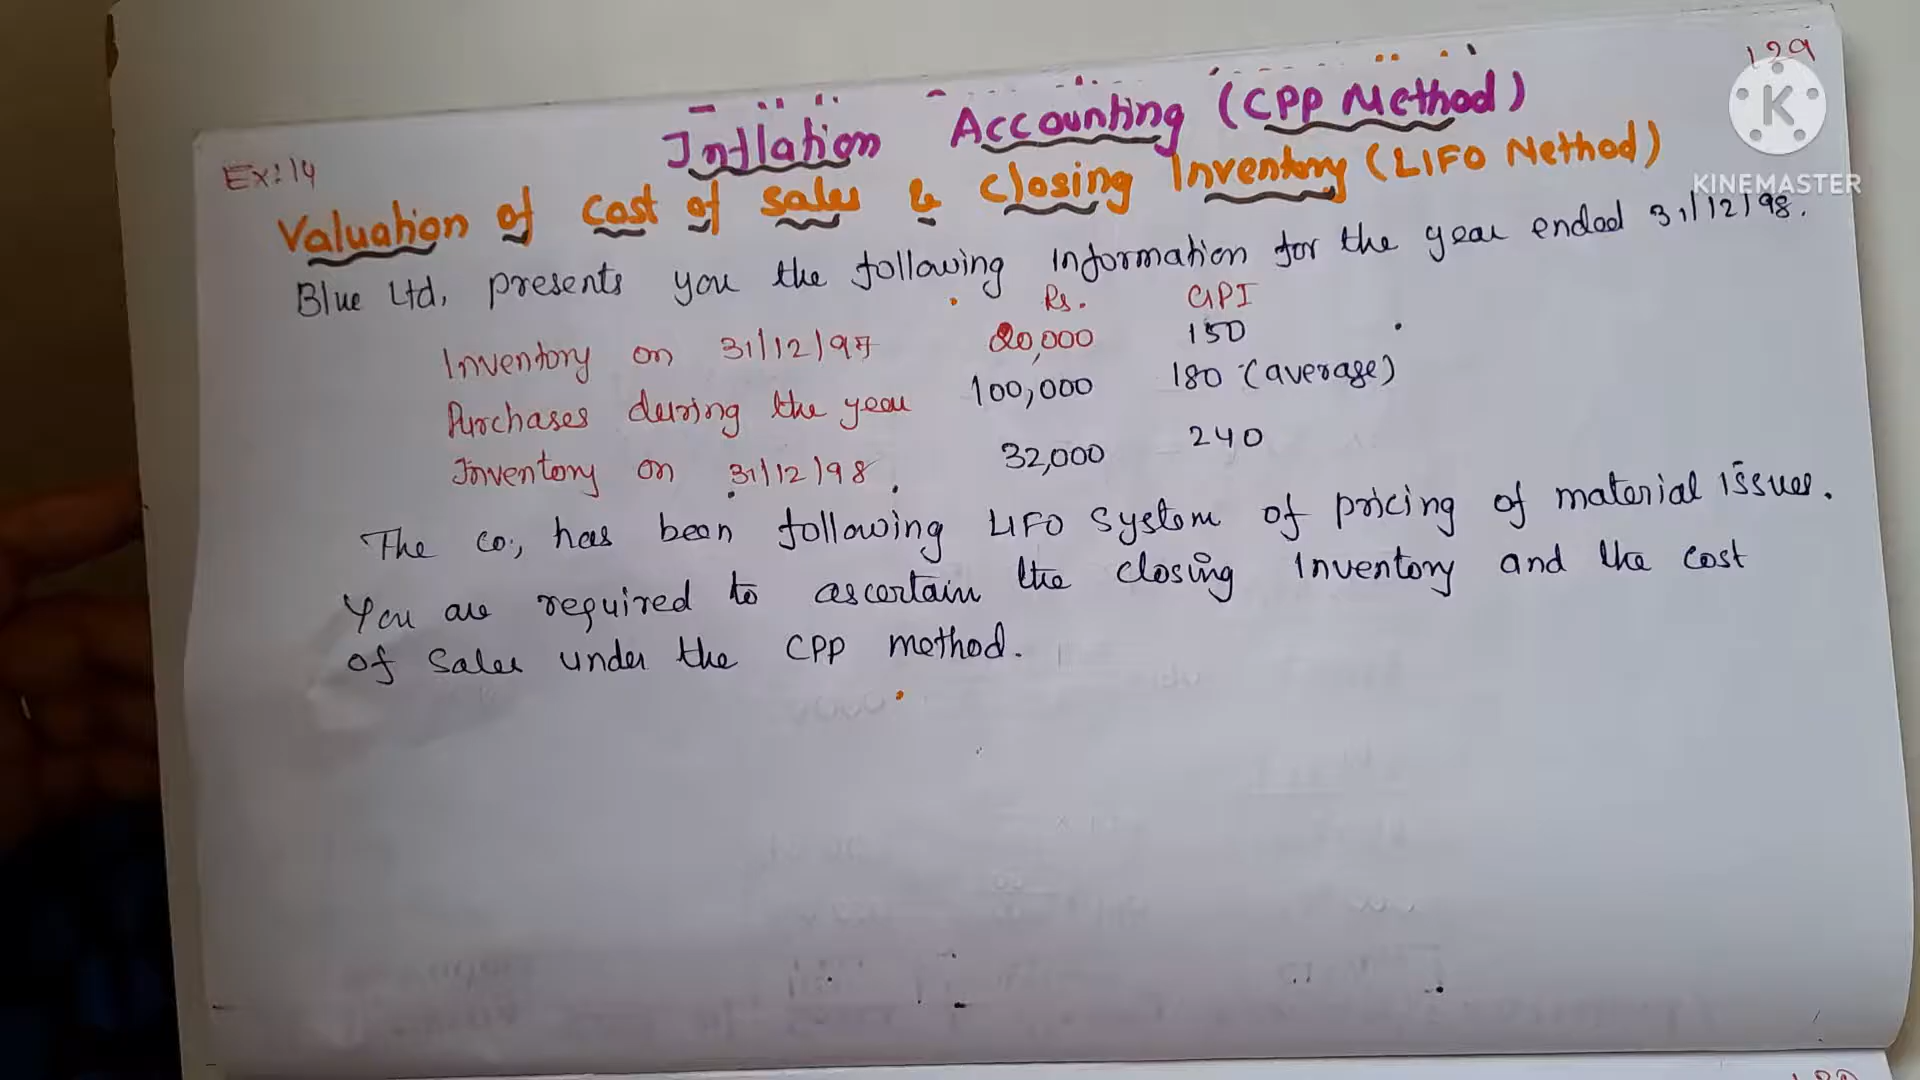 129
Inflation Accounting (CPP Method)
Ex:14
Valuation of cost of sales & closing Inventory (LIFO Method)
KINEMASTER
Blue Ltd, presents you the following information for the year ended 31/12/98.
Rs. GPI
Inventory on 31/12/97 20,000 150
Purchases during the year 100,000 180 (average)
Inventory on 31/12/98 32,000 240
The co., has been following LIFO system of pricing of material issues.
You are required to ascertain the closing inventory and the cost
of sales under the CPP method.